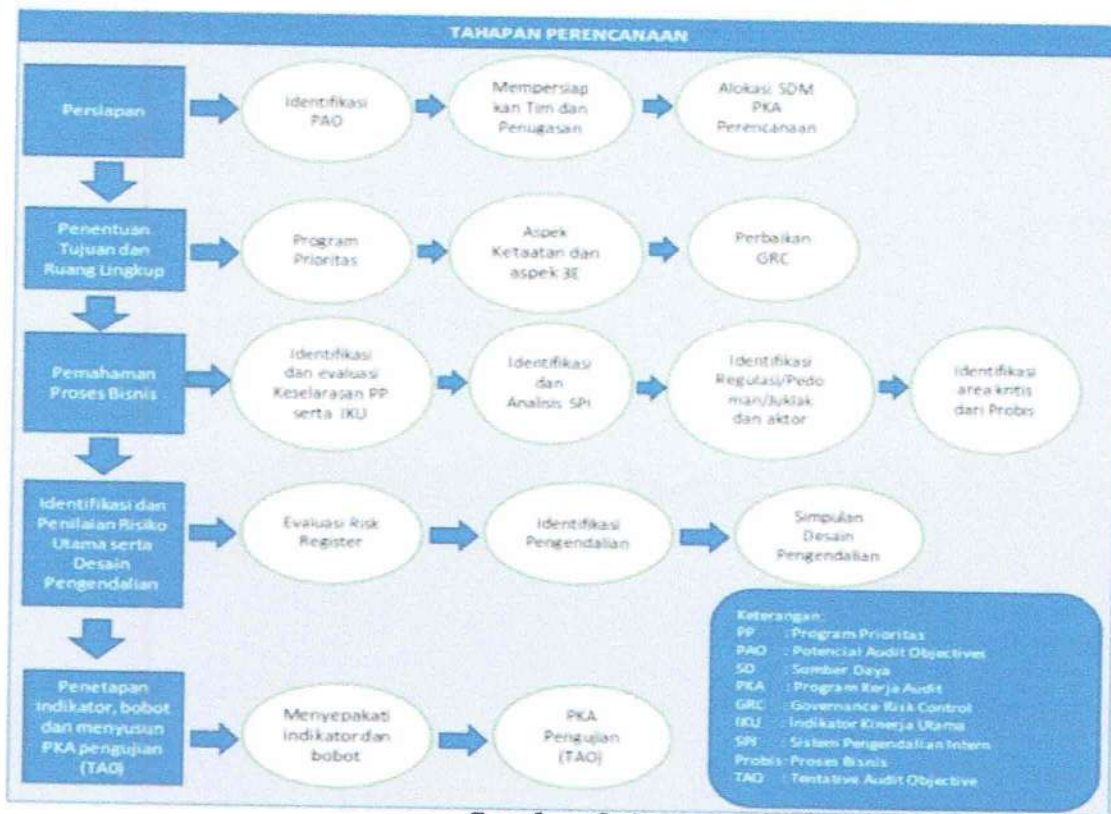 TAHAPAN PERENCANAAN
Persiapan
Identifikasi
PAO
Mempersiap
kan Tim dan
Penugasan
Alokasi SDM
PKA
Perencanaan
Penentuan
Tujuan dan
Ruang Lingkup
Program
Prioritas
Aspek
Ketaatan dan
aspek 3E
Perbaikan
GRC
Pemahaman
Proses Bisnis
Identifikasi
dan evaluasi
Keselarasan PP
serta IKU
Identifikasi
dan
Analisis SPI
Identifikasi
Regulasi/Pedo
man/Juklak
dan aktor
Identifikasi
area kritis
dari Probis
Identifikasi dan
Penilaian Risiko
Utama serta
Desain
Pengendalian
Evaluasi Risk
Register
Identifikasi
Pengendalian
Simpulan
Desain
Pengendalian
Penetapan
indikator, bobot
dan menyusun
PKA pengujian
(TAO)
Menyepakati
indikator dan
bobot
PKA
Pengujian
(TAO)
Keterangan:
PP : Program Prioritas
PAO : Potencial Audit Objectives
SD : Sumber Daya
PKA : Program Kerja Audit
GRC : Governance Risk Control
IKU : Indikator Kinerja Utama
SPI : Sistem Pengendalian Intern
Probis: Proses Bisnis
TAO : Tentative Audit Objective